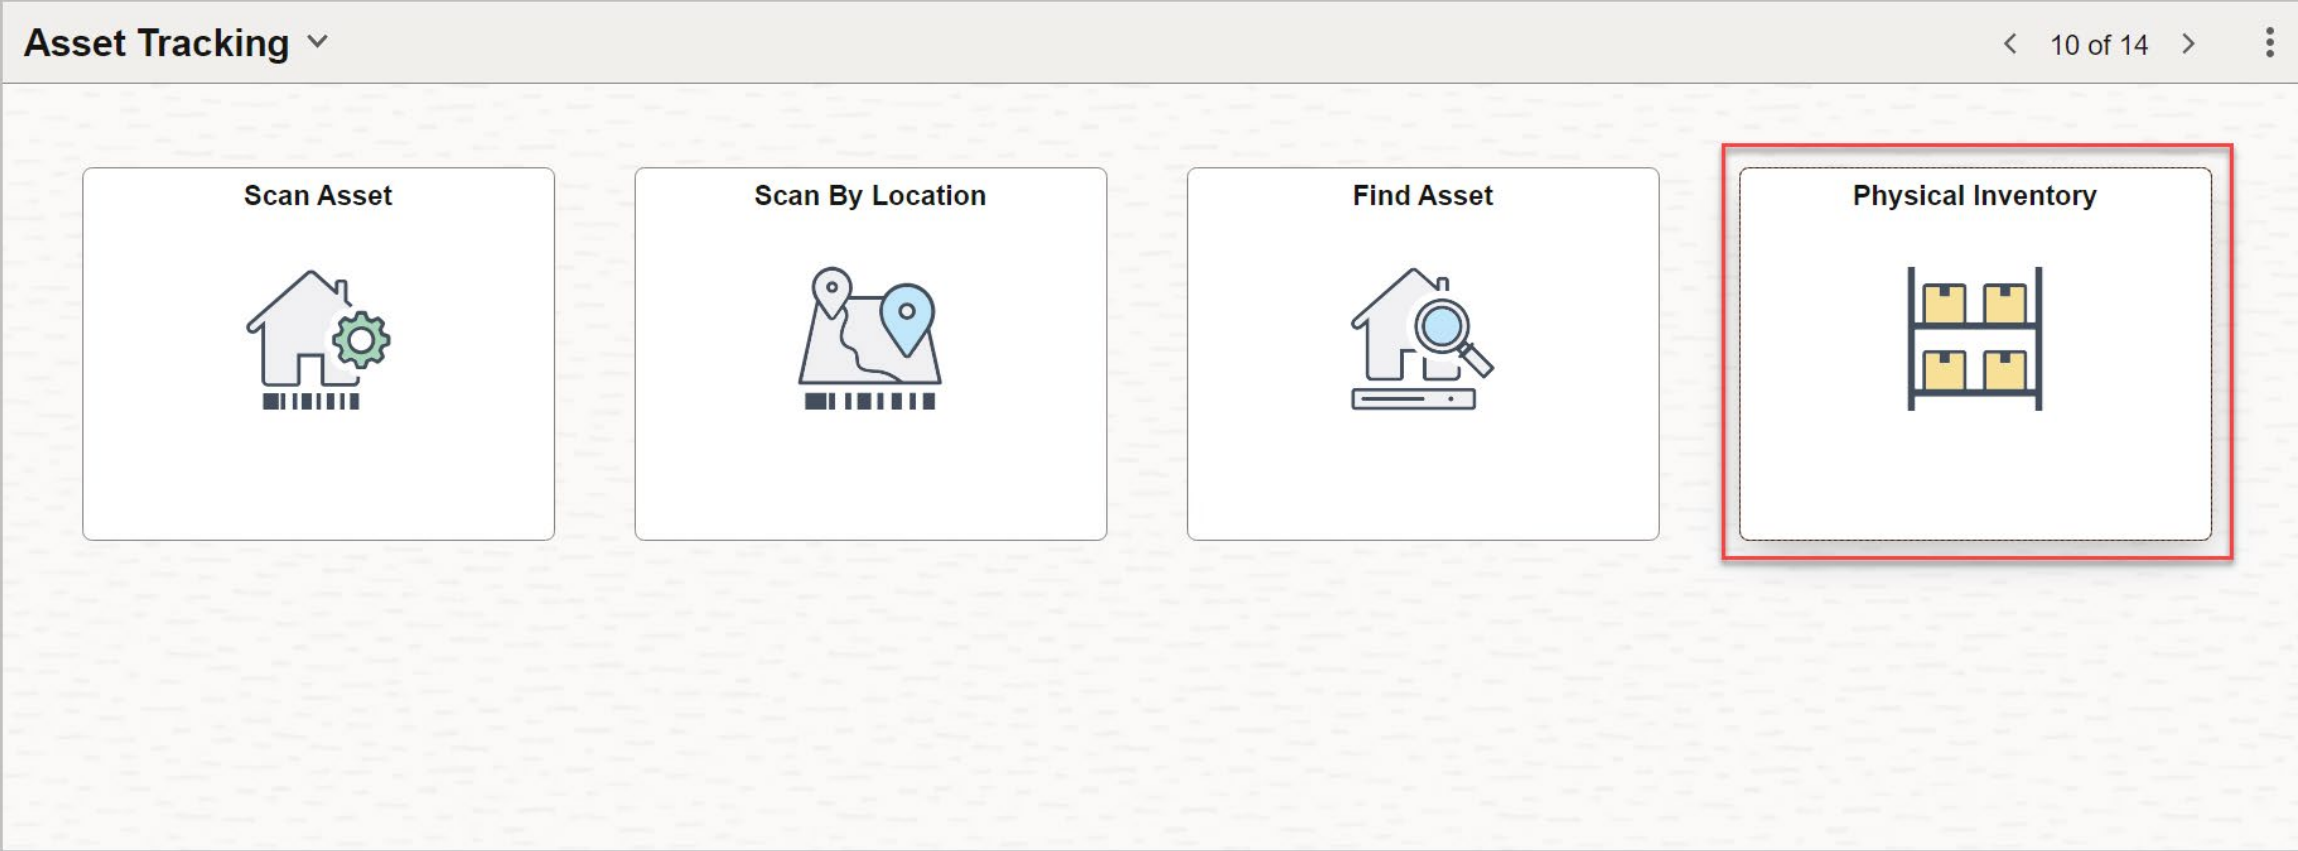 Asset Tracking
10 of 14
Scan Asset
Scan By Location
Find Asset
Physical Inventory